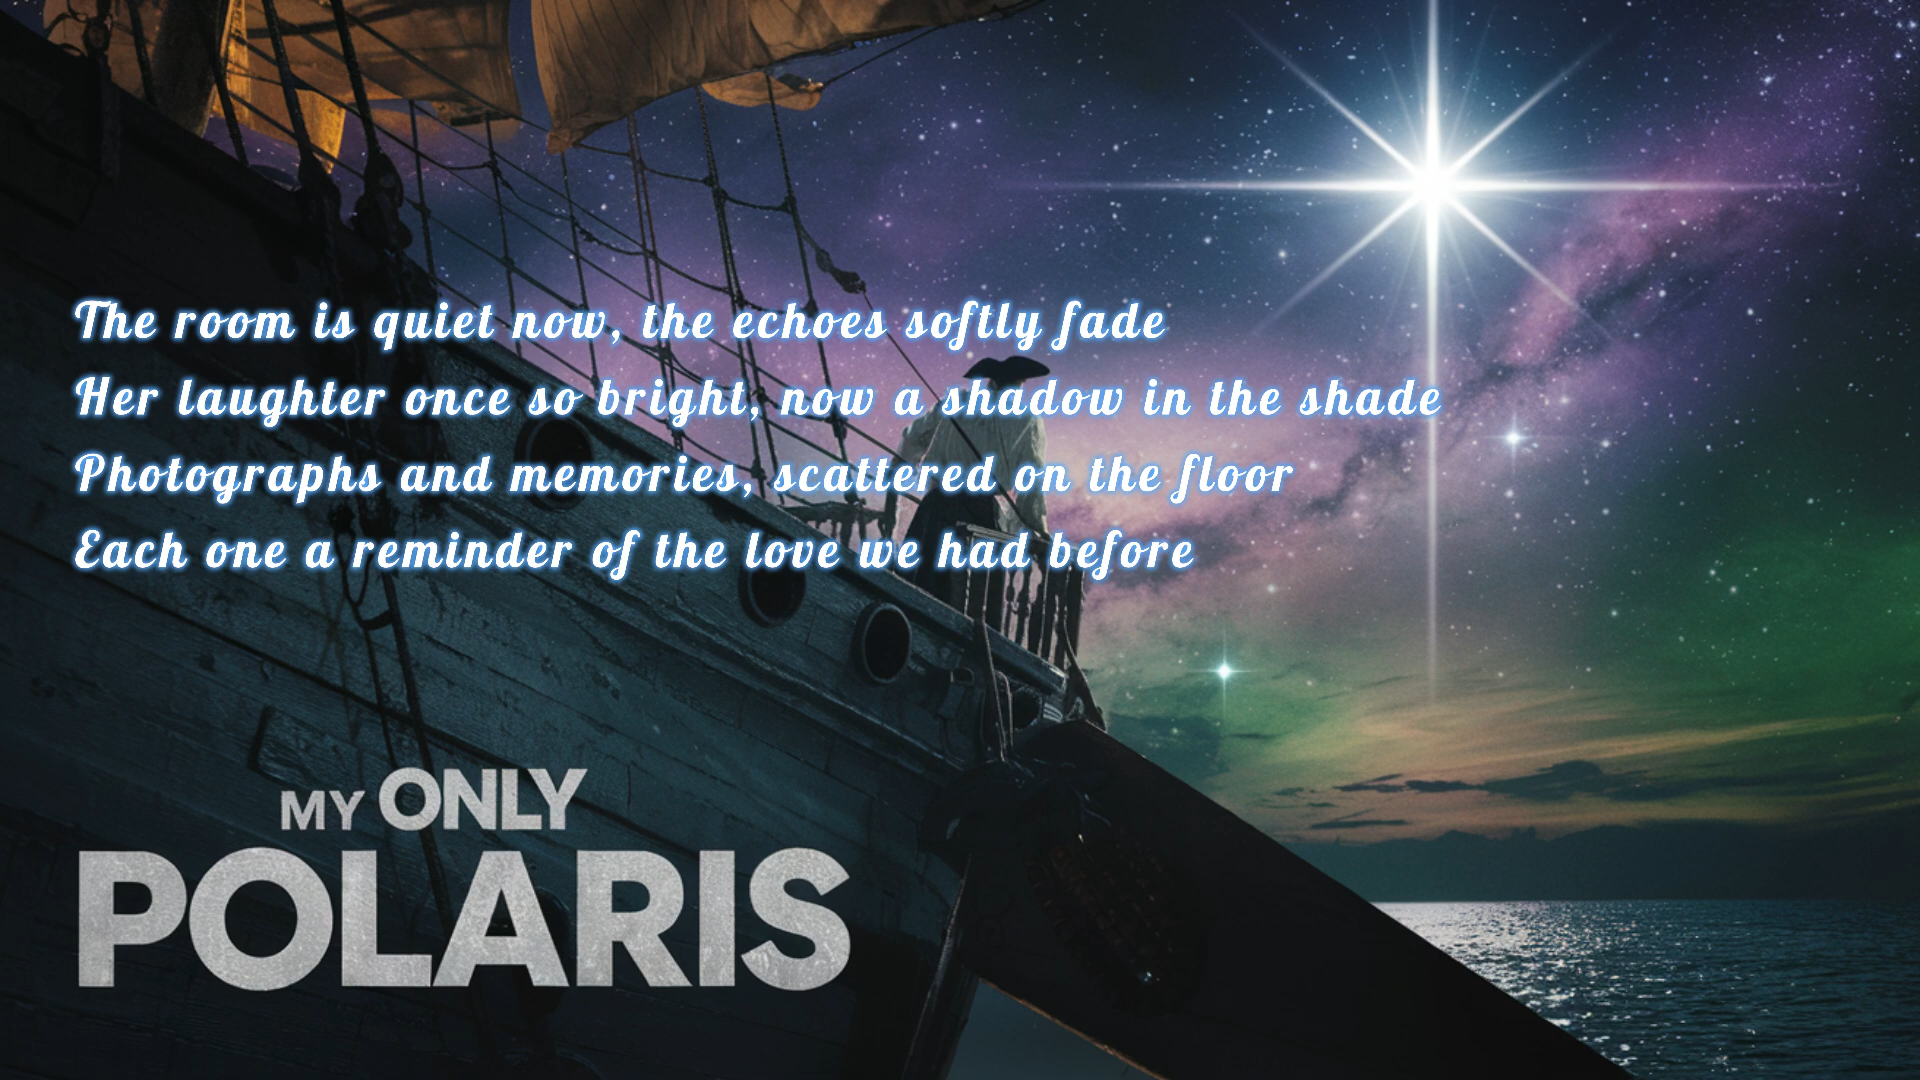 The room is quiet now, the echoes softly fade
Her laughter once so bright, now a shadow in the shade
Photographs and memories, scattered on the floor
Each one a reminder of the love we had before
MY ONLY
POLARIS